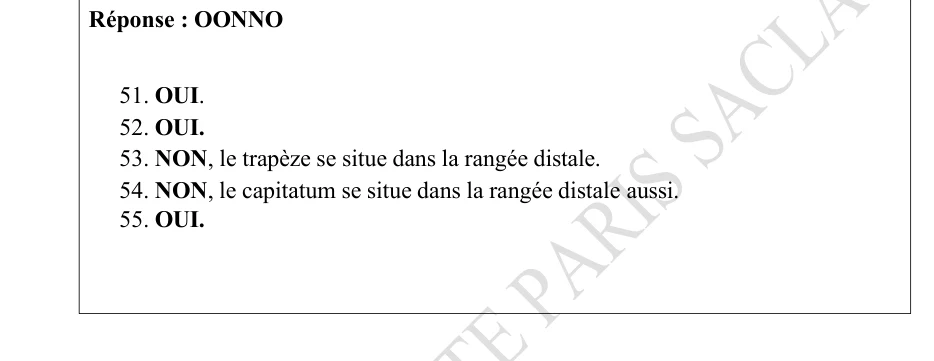 Réponse : OONNO
51. OUI.
52. OUI.
53. NON, le trapèze se situe dans la rangée distale.
54. NON, le capitatum se situe dans la rangée distale aussi.
55. OUI.
PARIS